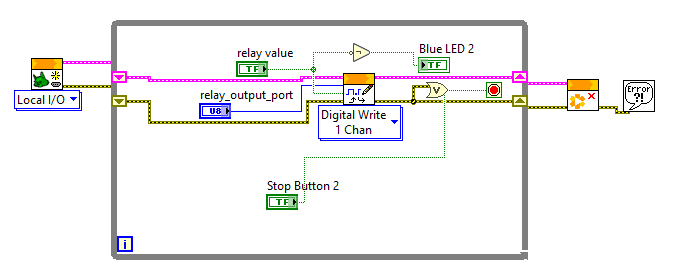 relay value
TF
Blue LED 2
TF
Local I/O
relay_output_port
U8
Digital Write
1 Chan
V
Error
?!
Stop Button 2
TF
i